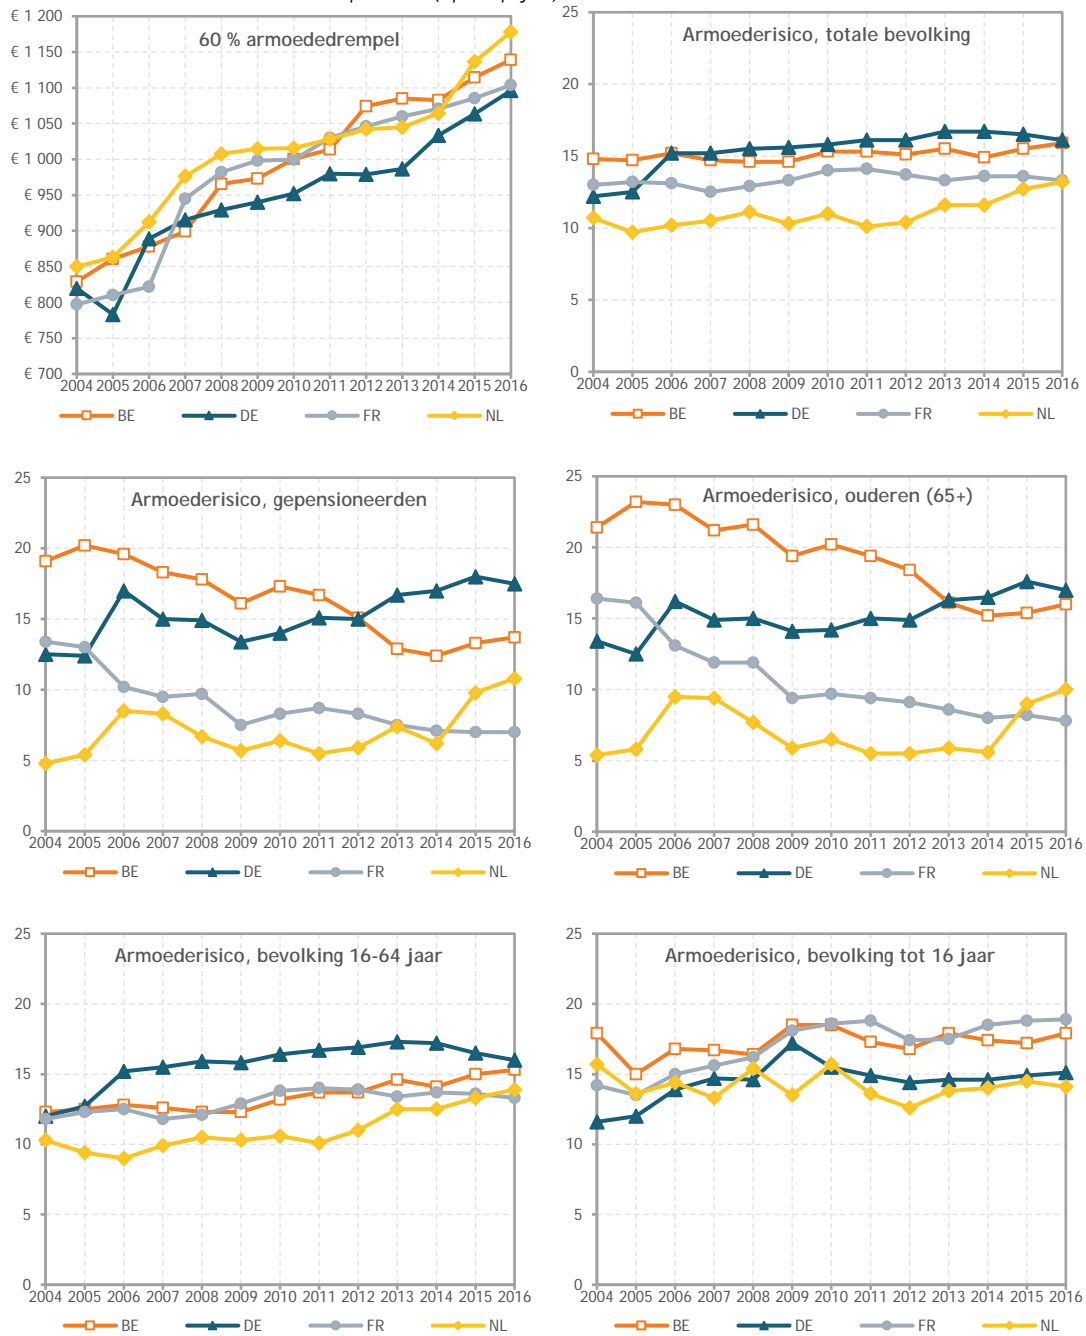 60 % armoededrempel
€ 1 200
€ 1 150
€ 1 100
€ 1 050
€ 1 000
€ 950
€ 900
€ 850
€ 800
€ 750
€ 700
2004 2005 2006 2007 2008 2009 2010 2011 2012 2013 2014 2015 2016
BE DE FR NL
Armoederisico, totale bevolking
25
20
15
10
5
0
2004 2005 2006 2007 2008 2009 2010 2011 2012 2013 2014 2015 2016
BE DE FR NL
Armoederisico, gepensioneerden
25
20
15
10
5
0
2004 2005 2006 2007 2008 2009 2010 2011 2012 2013 2014 2015 2016
BE DE FR NL
Armoederisico, ouderen (65+)
25
20
15
10
5
0
2004 2005 2006 2007 2008 2009 2010 2011 2012 2013 2014 2015 2016
BE DE FR NL
Armoederisico, bevolking 16-64 jaar
25
20
15
10
5
0
2004 2005 2006 2007 2008 2009 2010 2011 2012 2013 2014 2015 2016
BE DE FR NL
Armoederisico, bevolking tot 16 jaar
25
20
15
10
5
0
2004 2005 2006 2007 2008 2009 2010 2011 2012 2013 2014 2015 2016
BE DE FR NL